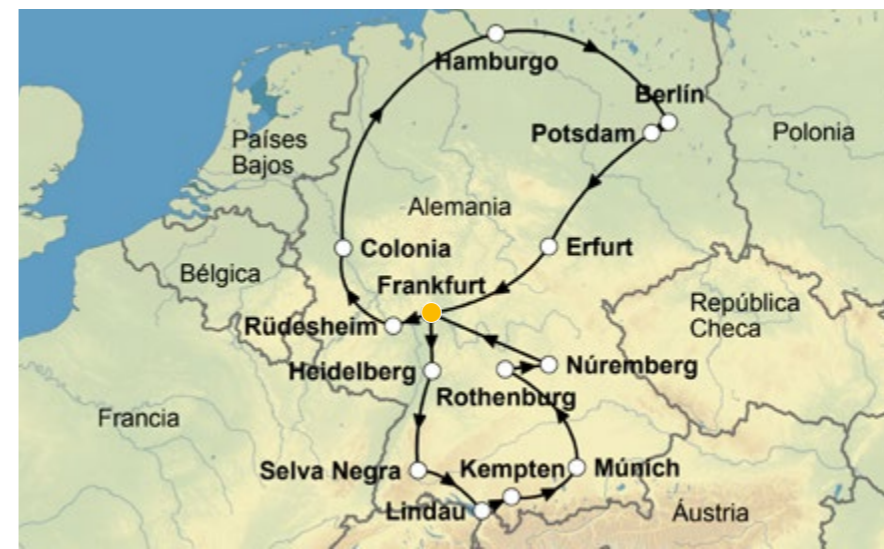 Hamburgo
Berlín
Potsdam
Polonia
Países
Bajos
Alemania
Colonia
Erfurt
Bélgica
Frankfurt
República
Checa
Rüdesheim
Heidelberg
Núremberg
Rothenburg
Francia
Selva Negra
Kempten
Múnich
Lindau
Áustria